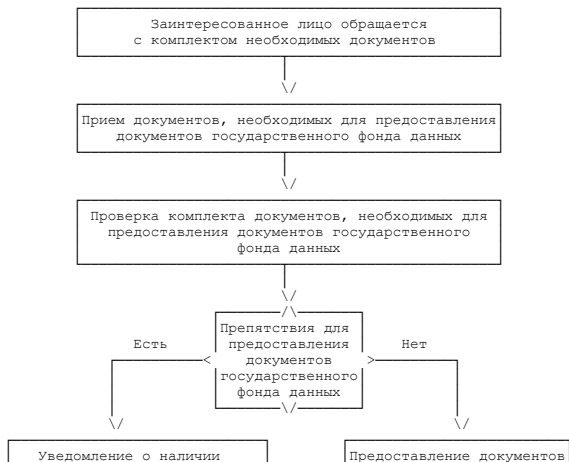 Заинтересованное лицо обращается
с комплектом необходимых документов
Прием документов, необходимых для предоставления
документов государственного фонда данных
Проверка комплекта документов, необходимых для
предоставления документов государственного
фонда данных
Препятствия для
Есть предоставления Нет
документов
государственного
фонда данных
Уведомление о наличии Предоставление документов